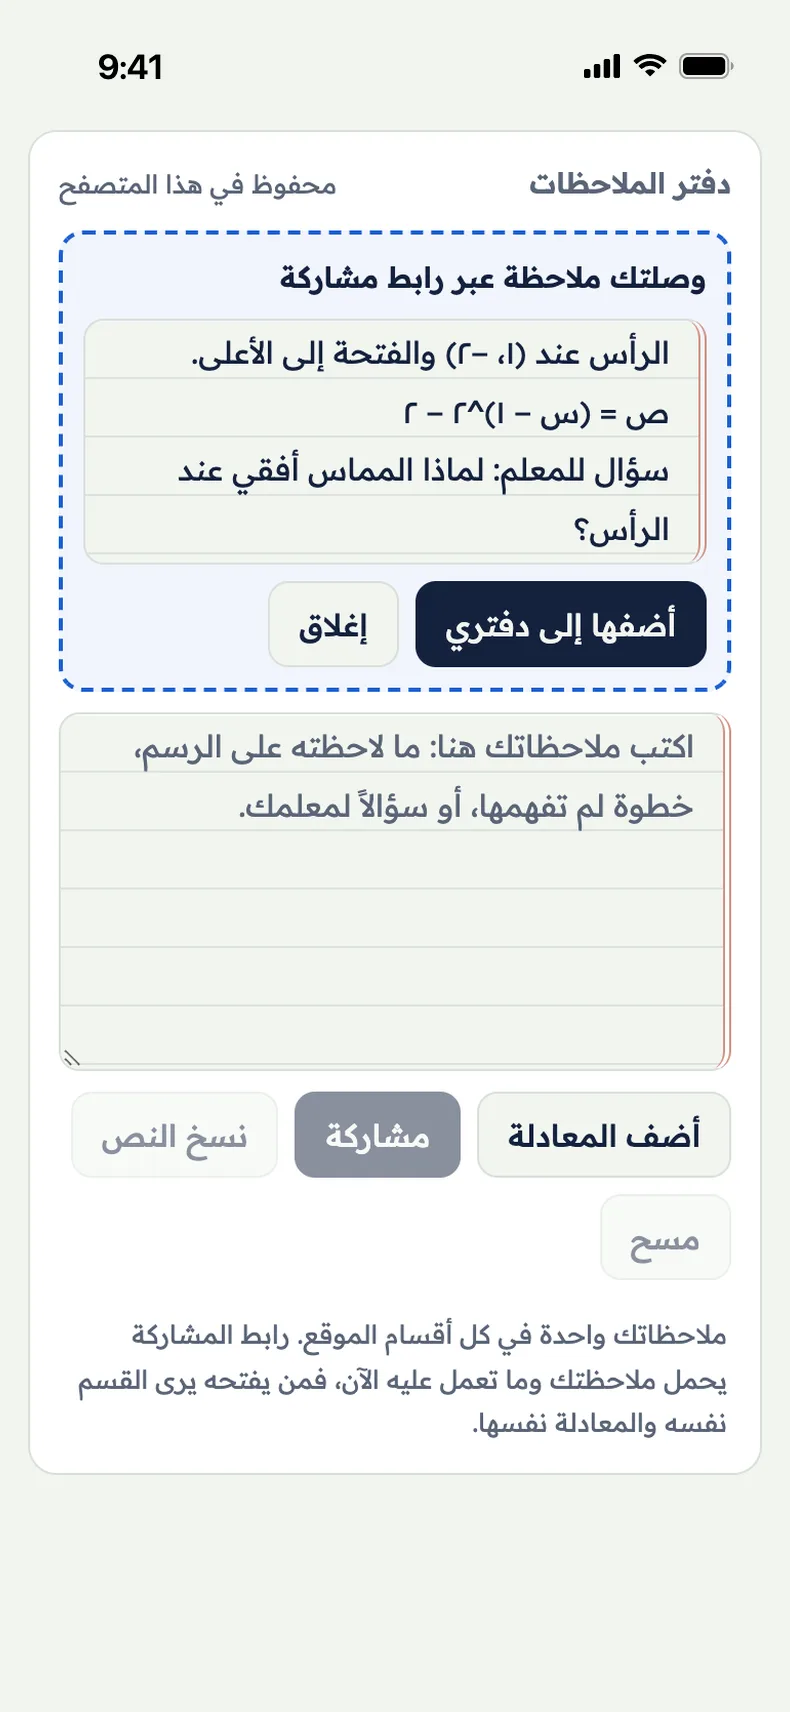 9:41
دفتر الملاحظات
محفوظ في هذا المتصفح
وصلتك ملاحظة عبر رابط مشاركة
الرأس عند (١، −٢) والفتحة إلى الأعلى.
ص = (س − ١)^٢ − ٢
سؤال للمعلم: لماذا المماس أفقي عند
الرأس؟
أضفها إلى دفتري
إغلاق
اكتب ملاحظاتك هنا: ما لاحظته على الرسم،
خطوة لم تفهمها، أو سؤالاً لمعلمك.
أضف المعادلة
مشاركة
نسخ النص
مسح
ملاحظاتك واحدة في كل أقسام الموقع. رابط المشاركة
يحمل ملاحظتك وما تعمل عليه الآن، فمن يفتحه يرى القسم
نفسه والمعادلة نفسها.